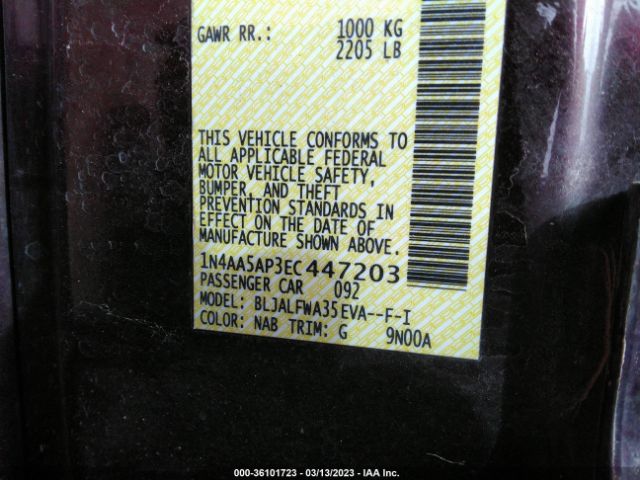 GAWR RR.: 1000 KG
2205 LB
THIS VEHICLE CONFORMS TO
ALL APPLICABLE FEDERAL
MOTOR VEHICLE SAFETY,
BUMPER, AND THEFT
PREVENTION STANDARDS IN
EFFECT ON THE DATE OF
MANUFACTURE SHOWN ABOVE.
1N4AA5AP3EC447203
PASSENGER CAR 092
MODEL: BLJALFWA35EVA--F-I
COLOR: NAB TRIM: G 9N00A
000-36101723 - 03/13/2023 - IAA Inc.